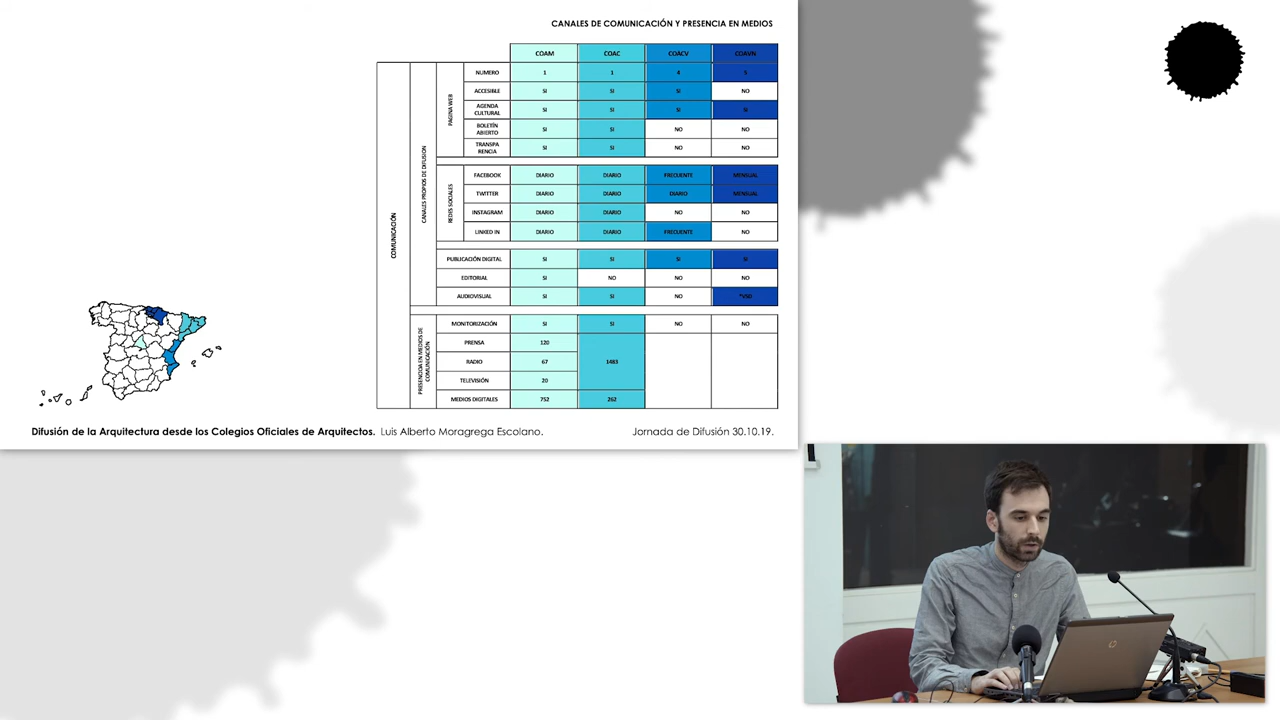 CANALES DE COMUNICACIÓN Y PRESENCIA EN MEDIOS
COAM COAC COACV COAVN
COMUNICACIÓN
CANALES PROPIOS DE DIFUSION
PAGINA WEB
NUMERO 1 1 4
ACCESIBLE SI SI SI NO
AGENDA
CULTURAL SI SI SI SI
BOLETÍN
ABIERTO SI SI NO NO
TRANSPA
RENCIA SI SI NO NO
REDES SOCIALES
FACEBOOK DIARIO DIARIO FRECUENTE MENSUAL
TWITTER DIARIO DIARIO DIARIO MENSUAL
INSTAGRAM DIARIO DIARIO NO NO
LINKED IN DIARIO DIARIO FRECUENTE NO
PUBLICACIÓN DIGITAL SI SI SI SI
EDITORIAL SI NO NO NO
AUDIOVISUAL SI SI NO
PRESENCIA EN MEDIOS DE
COMUNICACIÓN
MONITORIZACIÓN SI SI NO NO
PRENSA 120
RADIO 67 1483
TELEVISIÓN 20
MEDIOS DIGITALES 752 262
Difusión de la Arquitectura desde los Colegios Oficiales de Arquitectos. Luis Alberto Moragrega Escolano.
Jornada de Difusión 30.10.19.